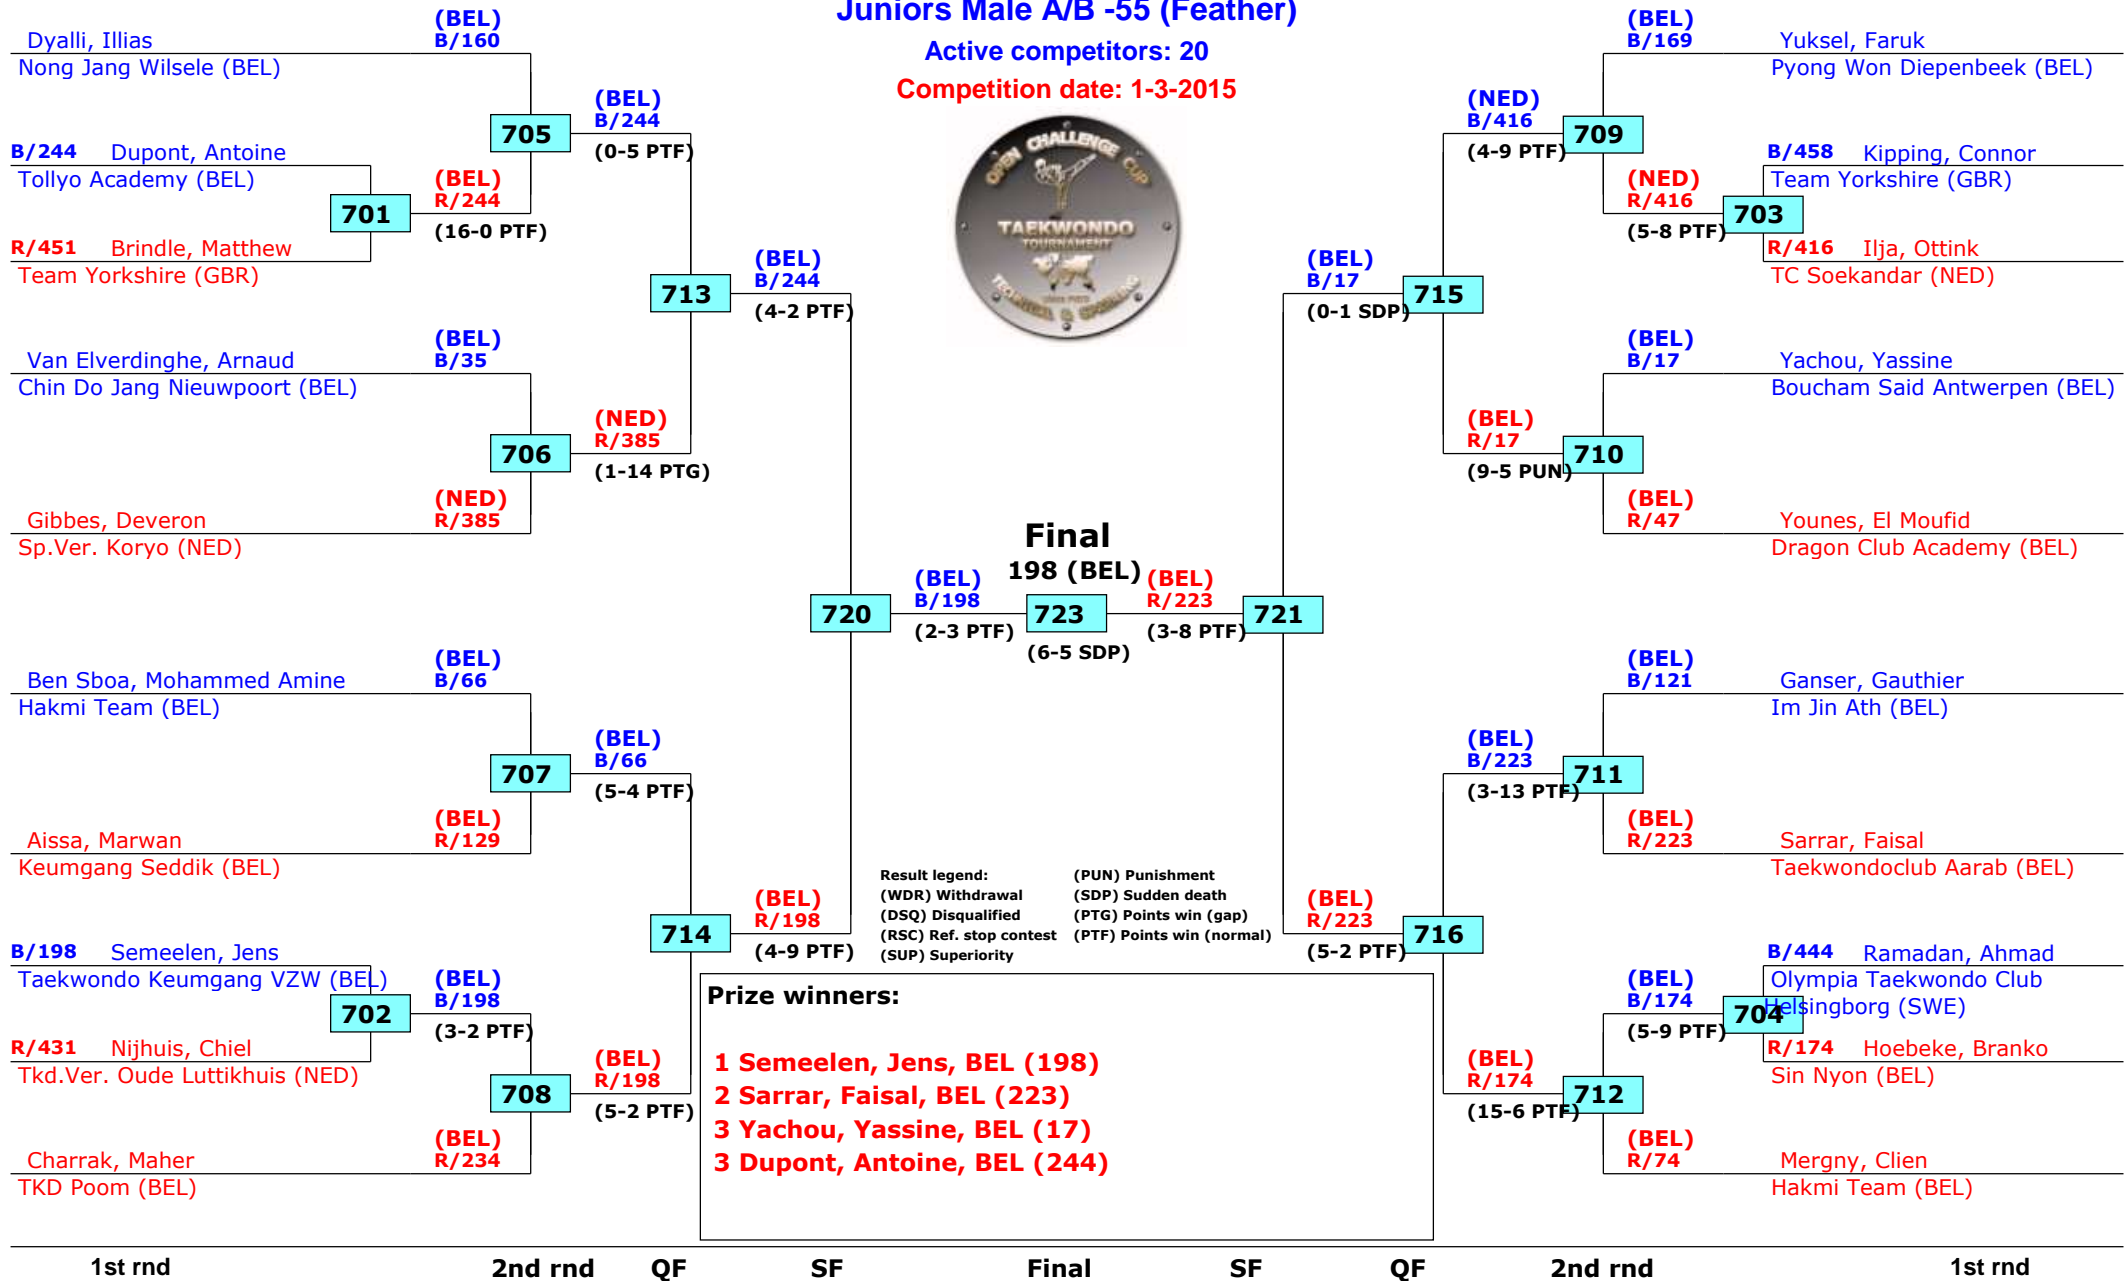 Juniors Male A/B -55 (Feather)
Active competitors: 20
Competition date: 1-3-2015
OPEN CHALLENGE CUP
TAEKWONDO
TOURNAMENT
TECHNICAL & SPARRING
Dyalli, Illias
Nong Jang Wilsele (BEL)
(BEL)
B/160
B/244 Dupont, Antoine
Tollyo Academy (BEL)
R/451 Brindle, Matthew
Team Yorkshire (GBR)
701
(BEL)
R/244
(16-0 PTF)
705
(BEL)
B/244
(0-5 PTF)
Van Elverdinghe, Arnaud
Chin Do Jang Nieuwpoort (BEL)
(BEL)
B/35
Gibbes, Deveron
Sp.Ver. Koryo (NED)
(NED)
R/385
706
(NED)
R/385
(1-14 PTG)
713
(BEL)
B/244
(4-2 PTF)
Ben Sboa, Mohammed Amine
Hakmi Team (BEL)
(BEL)
B/66
Aissa, Marwan
Keumgang Seddik (BEL)
(BEL)
R/129
707
(BEL)
B/66
(5-4 PTF)
B/198 Semeelen, Jens
Taekwondo Keumgang VZW (BEL)
R/431 Nijhuis, Chiel
Tkd.Ver. Oude Luttikhuis (NED)
702
(BEL)
B/198
(3-2 PTF)
Charrak, Maher
TKD Poom (BEL)
(BEL)
R/234
708
(BEL)
R/198
(5-2 PTF)
714
(BEL)
R/198
(4-9 PTF)
720
(BEL)
B/198
(2-3 PTF)
Final
198 (BEL)
723
(6-5 SDP)
(BEL)
R/223
(3-8 PTF)
721
(BEL)
B/17
(0-1 SDP)
715
(NED)
B/416
(4-9 PTF)
709
(BEL)
B/169
Yuksel, Faruk
Pyong Won Diepenbeek (BEL)
(NED)
R/416
(5-8 PTF)
703
B/458 Kipping, Connor
Team Yorkshire (GBR)
R/416 Ilja, Ottink
TC Soekandar (NED)
(BEL)
R/17
(9-5 PUN)
710
(BEL)
B/17
Yachou, Yassine
Boucham Said Antwerpen (BEL)
(BEL)
R/47
Younes, El Moufid
Dragon Club Academy (BEL)
(BEL)
R/223
(5-2 PTF)
716
(BEL)
B/223
(3-13 PTF)
711
(BEL)
B/121
Ganser, Gauthier
Im Jin Ath (BEL)
(BEL)
R/223
Sarrar, Faisal
Taekwondoclub Aarab (BEL)
(BEL)
R/174
(15-6 PTF)
712
(BEL)
B/174
(5-9 PTF)
704
B/444 Ramadan, Ahmad
Olympia Taekwondo Club
Helsingborg (SWE)
R/174 Hoebeke, Branko
Sin Nyon (BEL)
(BEL)
R/74
Mergny, Clien
Hakmi Team (BEL)
Result legend: (PUN) Punishment
(WDR) Withdrawal (SDP) Sudden death
(DSQ) Disqualified (PTG) Points win (gap)
(RSC) Ref. stop contest (PTF) Points win (normal)
(SUP) Superiority
Prize winners:
1 Semeelen, Jens, BEL (198)
2 Sarrar, Faisal, BEL (223)
3 Yachou, Yassine, BEL (17)
3 Dupont, Antoine, BEL (244)
1st rnd 2nd rnd QF SF Final SF QF 2nd rnd 1st rnd